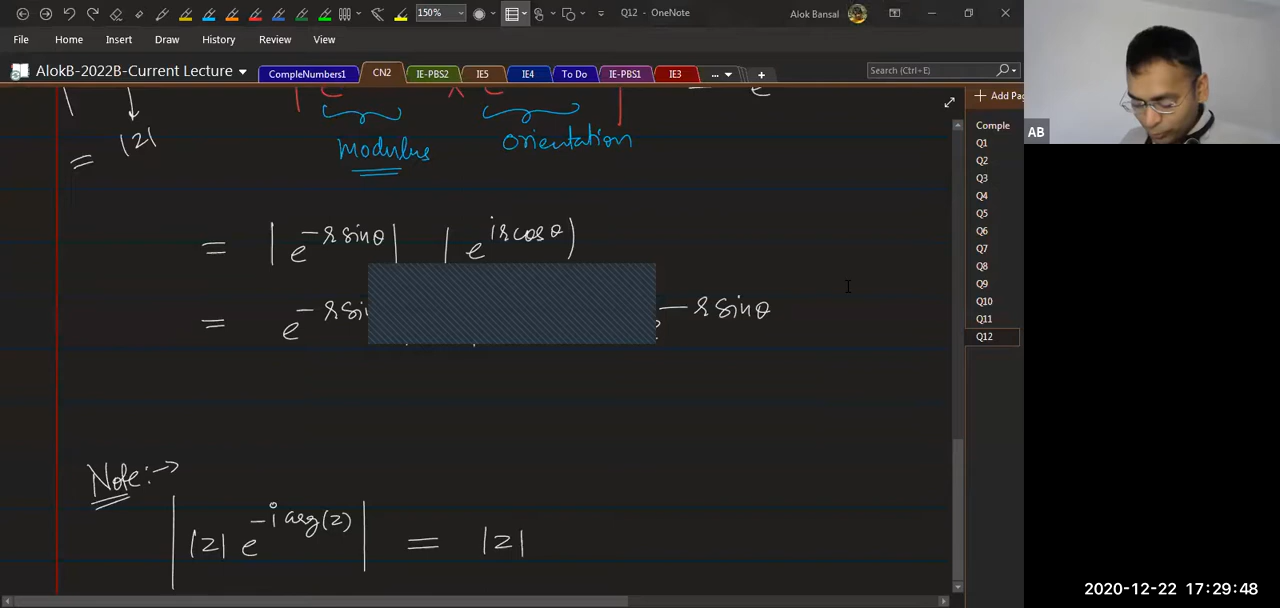 Q12 - OneNote
Alok Bansal
150%
File Home Insert Draw History Review View
AlokB-2022B-Current Lecture CompleNumbers1 CN2 IE-PBS2 IE5 IE4 To Do IE-PBS1 IE3 ... + Search (Ctrl+E)
+ Add Pag
AB
Comple
Q1
Q2
Q3
Q4
Q5
Q6
Q7
Q8
Q9
Q10
Q11
Q12
= |z|
modulus orientation
= |e^{-r sinθ}| |e^{ir cosθ}|
= e^{-r sin -r sinθ
Note:→
||z| e^{-i arg(z)}| = |z|
2020-12-22 17:29:48